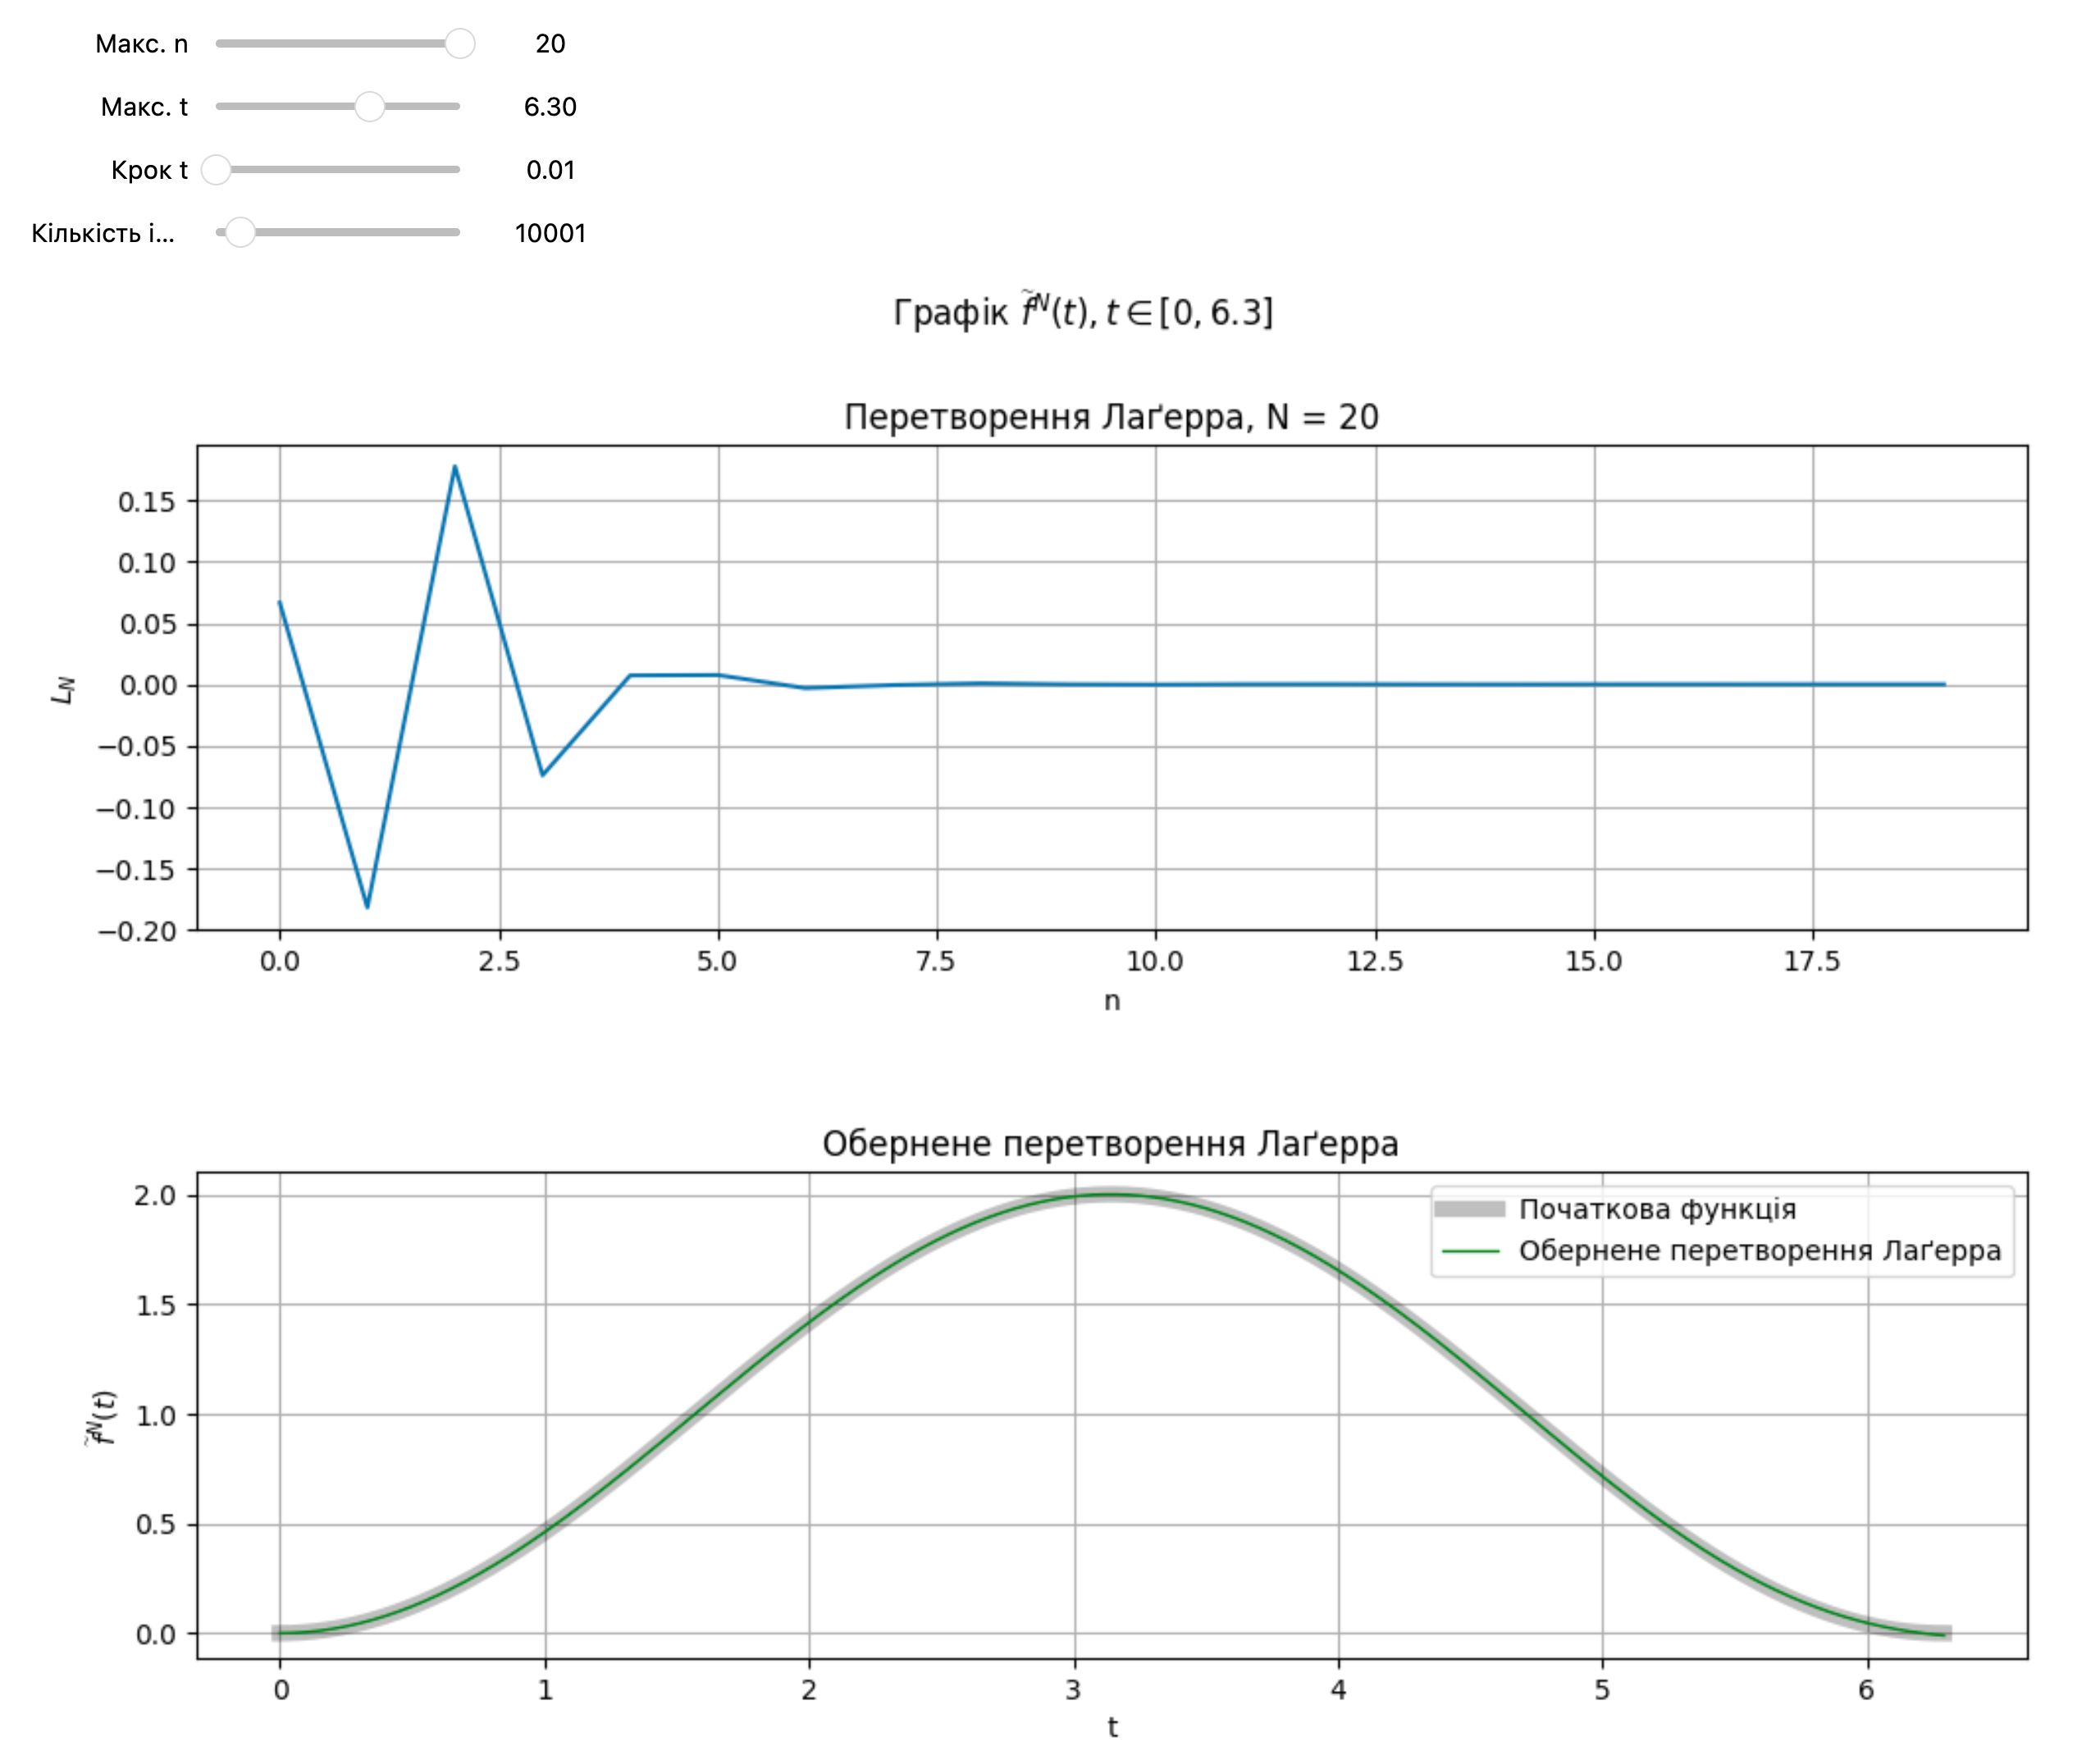 Макс. n 20
Макс. t 6.30
Крок t 0.01
Кількість і... 10001
Графік f̃ᴺ(t), t ∈ [0, 6.3]
Перетворення Лаґерра, N = 20
0.15
0.10
0.05
0.00
−0.05
−0.10
−0.15
−0.20
L_N
0.0 2.5 5.0 7.5 10.0 12.5 15.0 17.5
n
Обернене перетворення Лаґерра
2.0
1.5
1.0
0.5
0.0
f̃ᴺ(t)
Початкова функція
Обернене перетворення Лаґерра
0 1 2 3 4 5 6
t